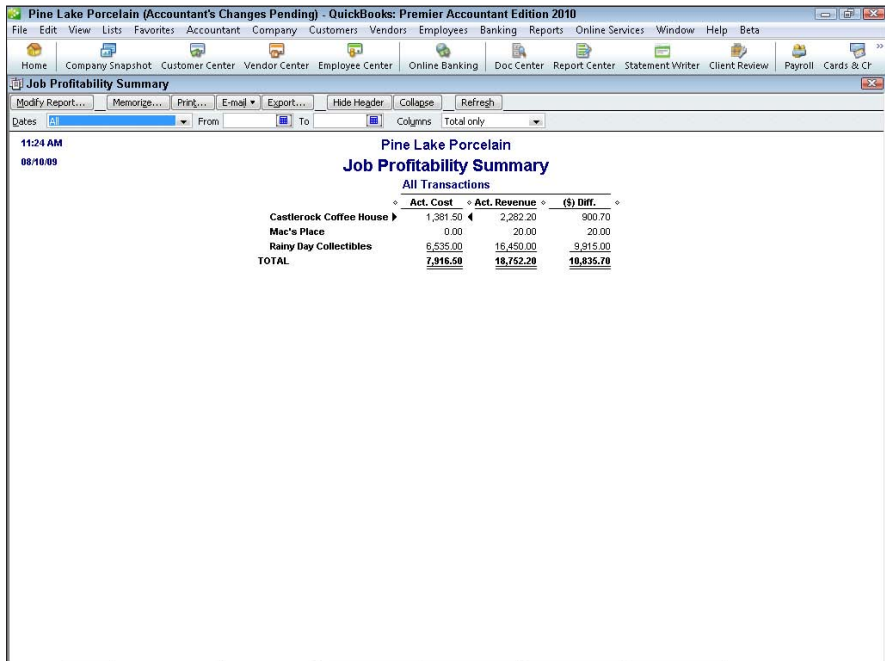 Pine Lake Porcelain (Accountant's Changes Pending) - QuickBooks: Premier Accountant Edition 2010
File Edit View Lists Favorites Accountant Company Customers Vendors Employees Banking Reports Online Services Window Help Beta
Home Company Snapshot Customer Center Vendor Center Employee Center Online Banking Doc Center Report Center Statement Writer Client Review Payroll Cards & Ch
Job Profitability Summary
Modify Report... Memorize... Print... E-mail Export... Hide Header Collapse Refresh
Dates All From To Columns Total only
11:24 AM Pine Lake Porcelain
08/10/09 Job Profitability Summary
All Transactions
Act. Cost Act. Revenue ($) Diff.
Castlerock Coffee House 1,381.50 2,282.20 900.70
Mac's Place 0.00 20.00 20.00
Rainy Day Collectibles 6,535.00 16,450.00 9,915.00
TOTAL 7,916.50 18,752.20 10,835.70